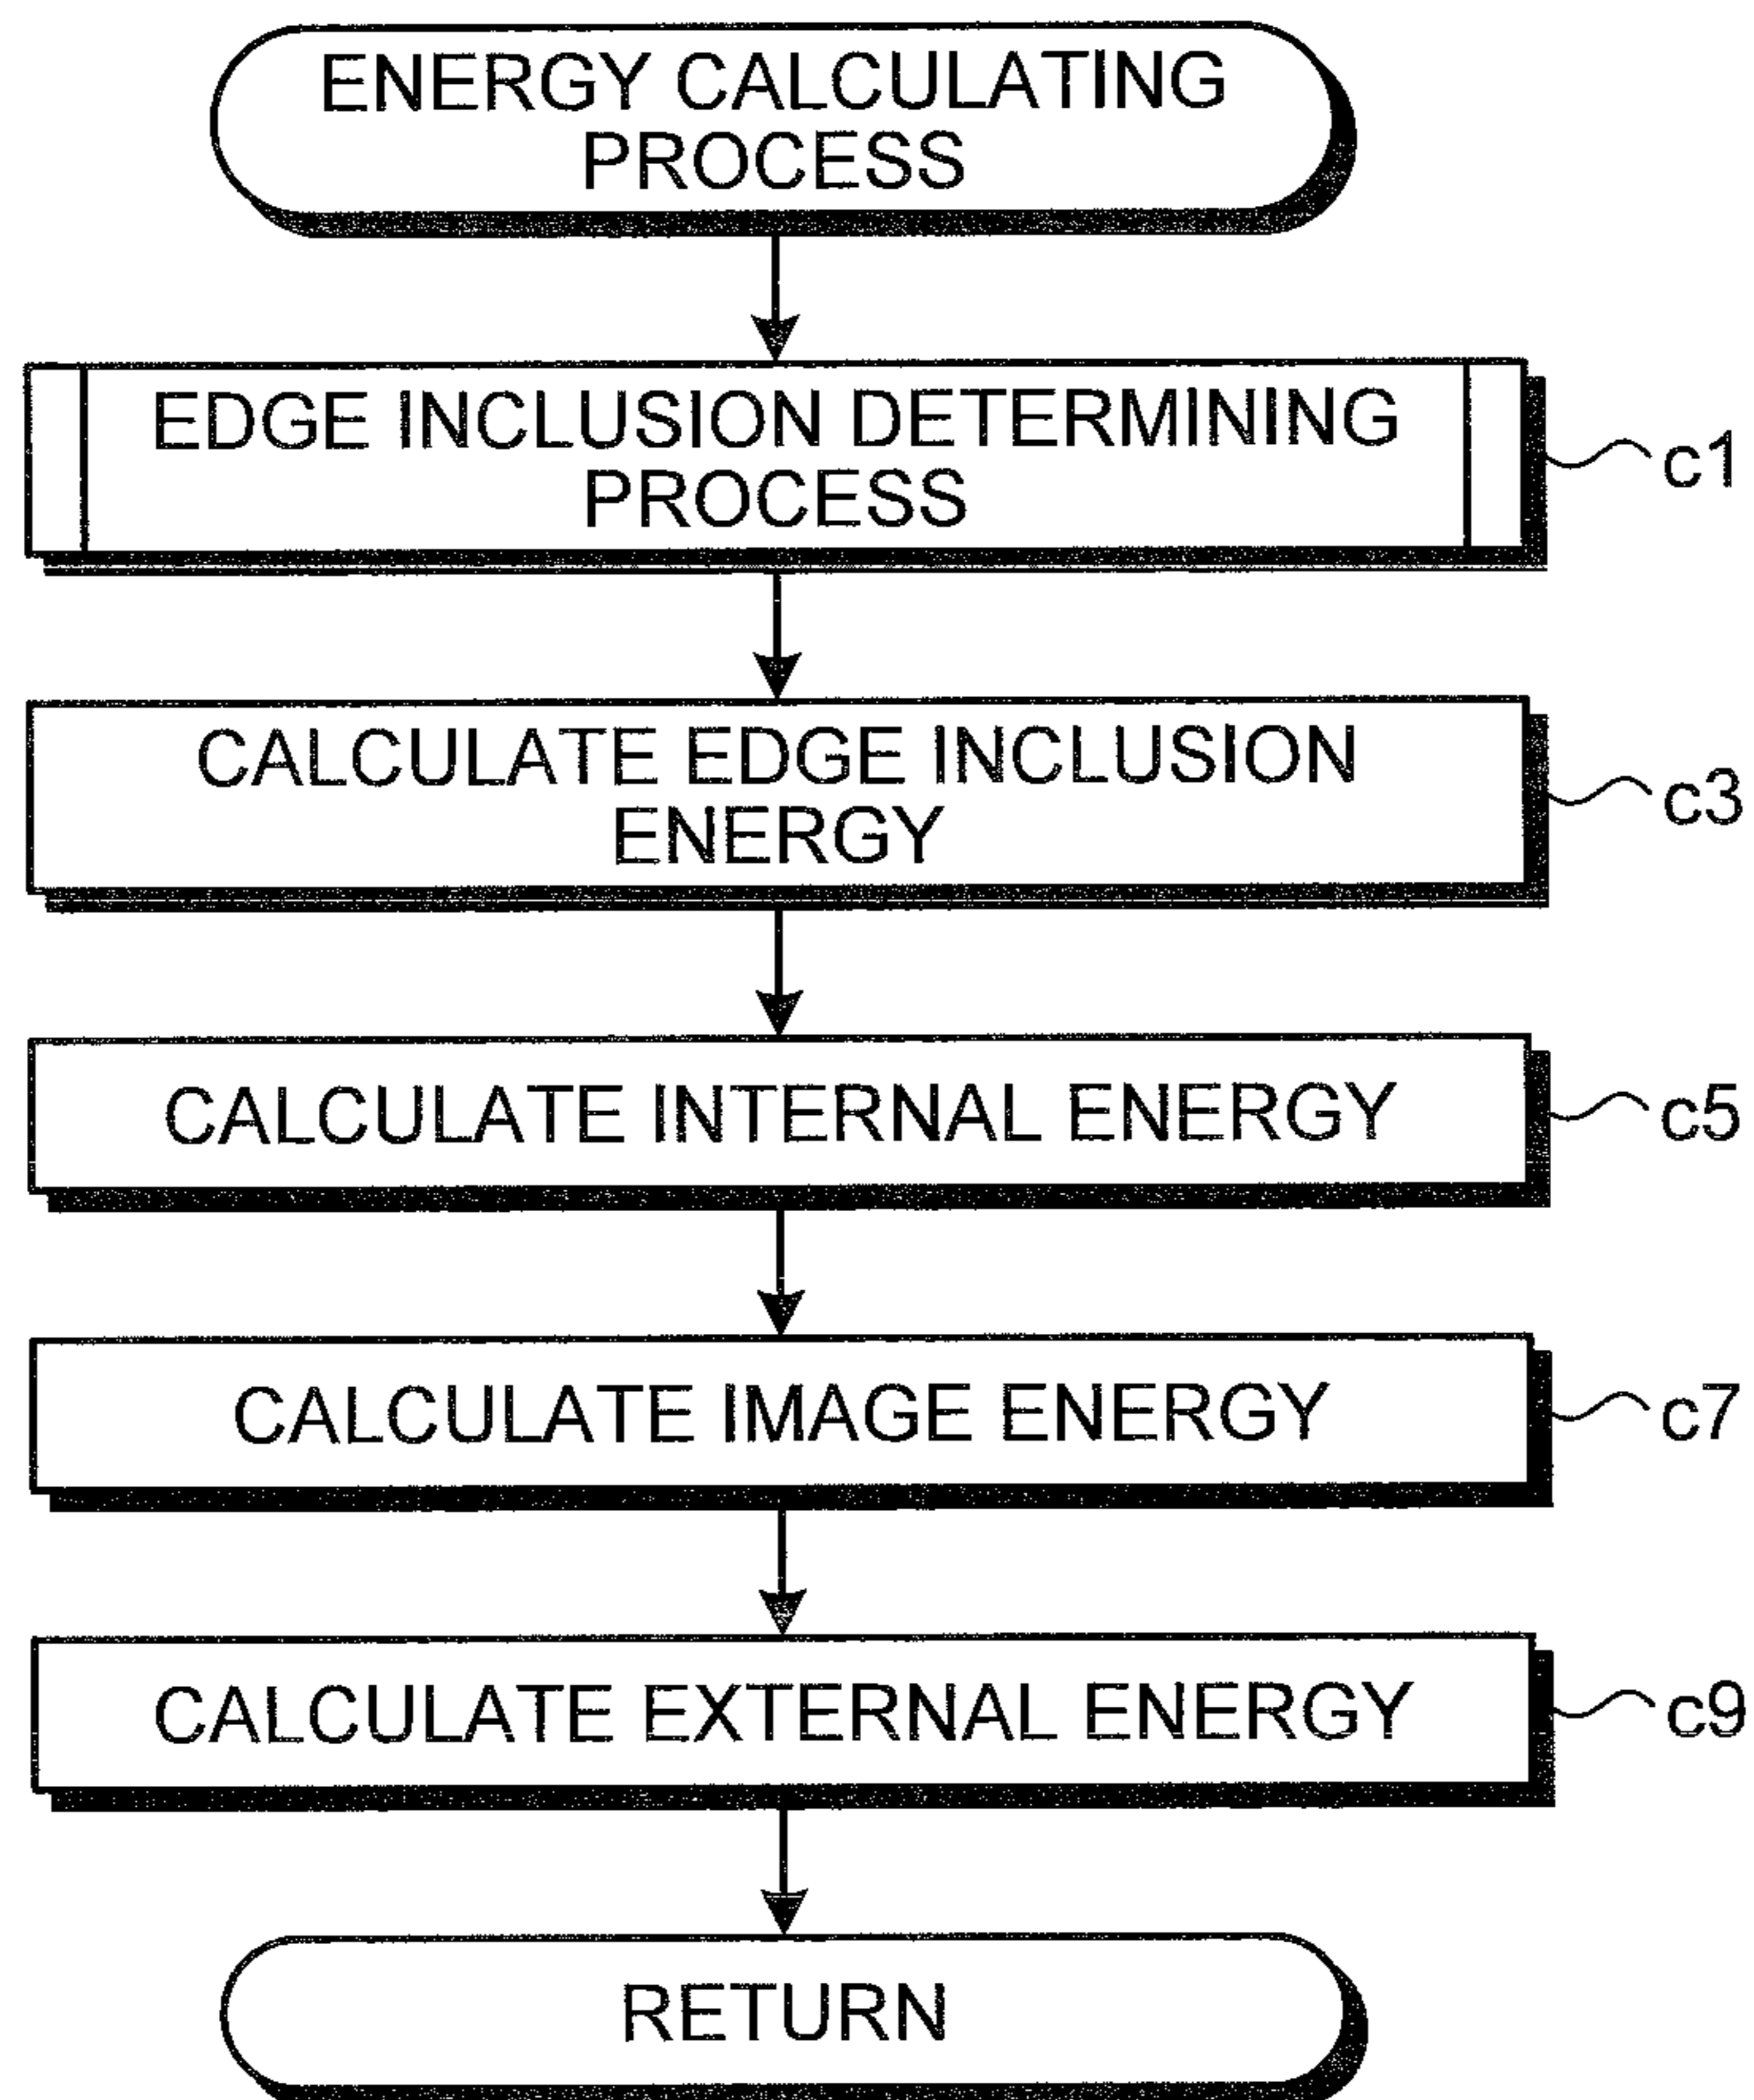 ENERGY CALCULATING
PROCESS
EDGE INCLUSION DETERMINING
PROCESS
c1
CALCULATE EDGE INCLUSION
ENERGY
c3
CALCULATE INTERNAL ENERGY
c5
CALCULATE IMAGE ENERGY
c7
CALCULATE EXTERNAL ENERGY
c9
RETURN